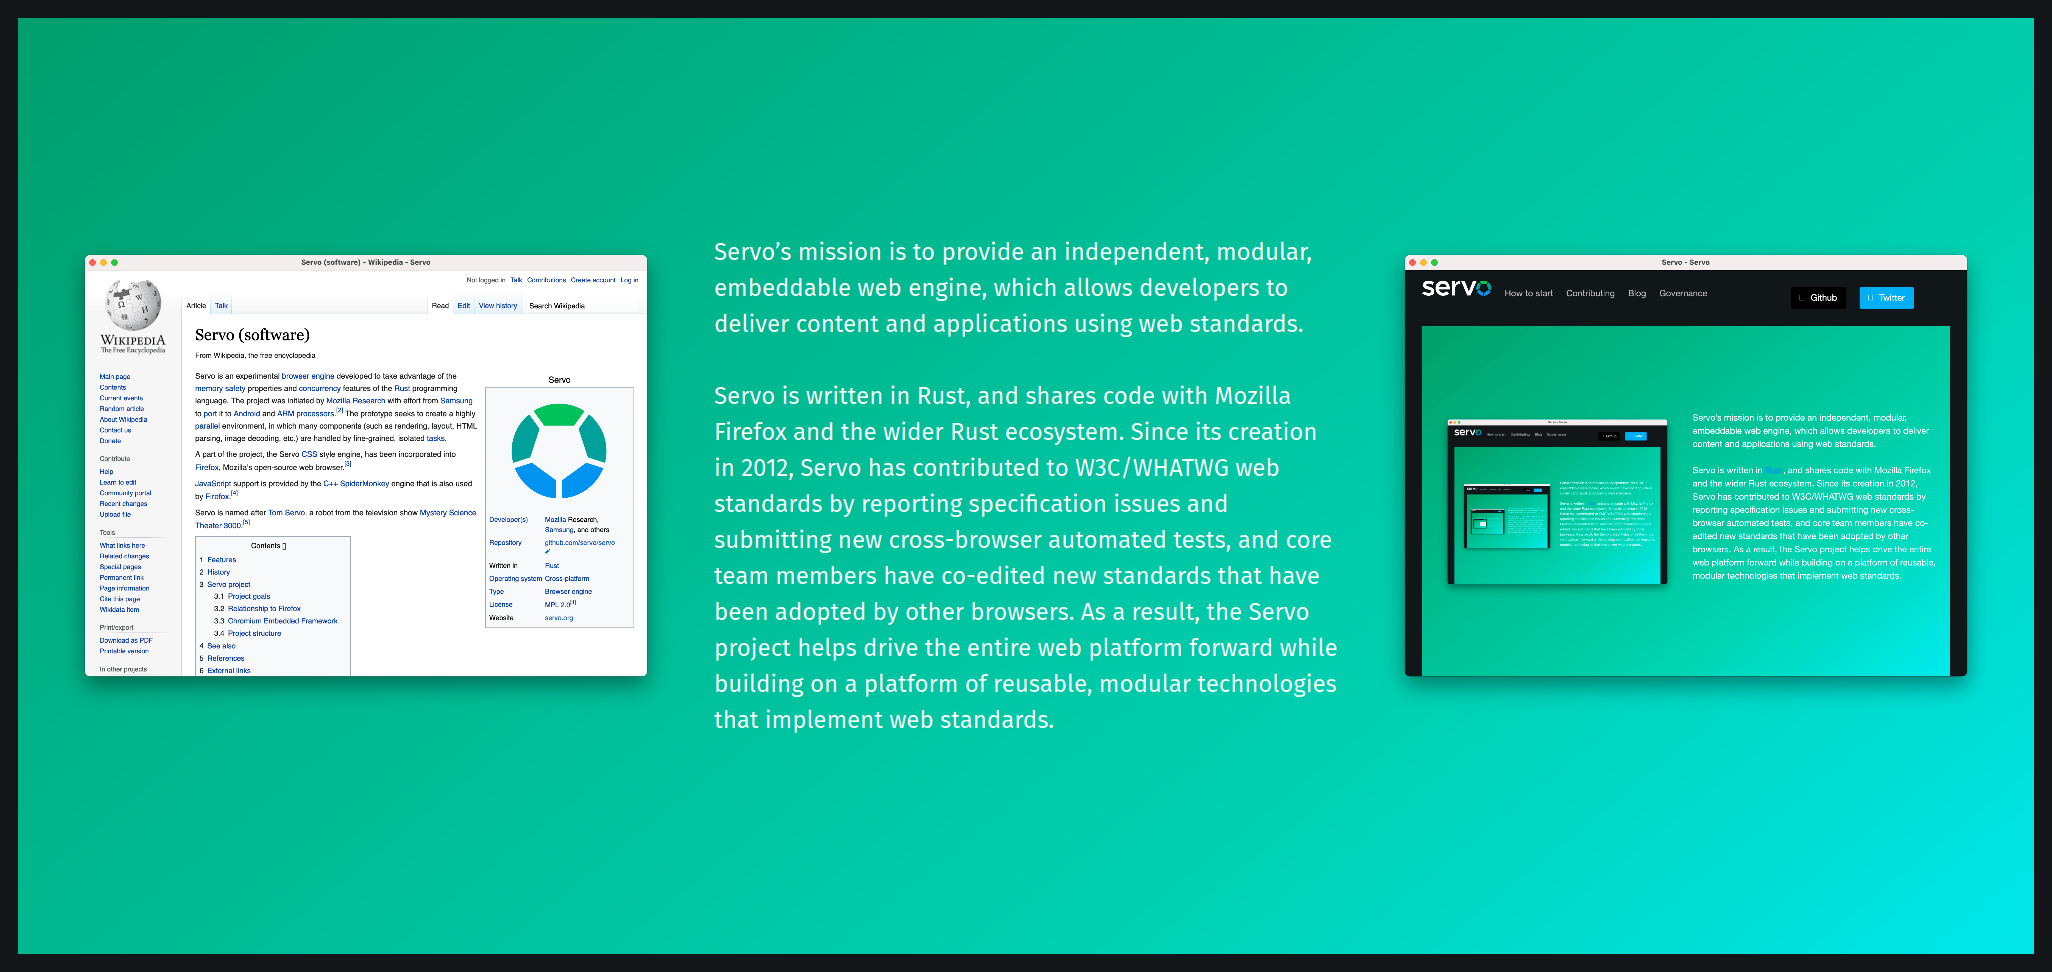 Servo (software) - Wikipedia - Servo
Not logged in Talk Contributions Create account Log in
Article Talk
Read Edit View history Search Wikipedia
WIKIPEDIA
The Free Encyclopedia
Main page
Contents
Current events
Random article
About Wikipedia
Contact us
Donate
Contribute
Help
Learn to edit
Community portal
Recent changes
Upload file
Tools
What links here
Related changes
Special pages
Permanent link
Page information
Cite this page
Wikidata item
Print/export
Download as PDF
Printable version
In other projects
Servo (software)
From Wikipedia, the free encyclopedia
Servo is an experimental browser engine developed to take advantage of the
memory safety properties and concurrency features of the Rust programming
language. The project was initiated by Mozilla Research with effort from Samsung
to port it to Android and ARM processors.[2] The prototype seeks to create a highly
parallel environment, in which many components (such as rendering, layout, HTML
parsing, image decoding, etc.) are handled by fine-grained, isolated tasks.
A part of the project, the Servo CSS style engine, has been incorporated into
Firefox, Mozilla's open-source web browser.[3]
JavaScript support is provided by the C++ SpiderMonkey engine that is also used
by Firefox.[4]
Servo is named after Tom Servo, a robot from the television show Mystery Science
Theater 3000.[5]
Contents []
1 Features
2 History
3 Servo project
3.1 Project goals
3.2 Relationship to Firefox
3.3 Chromium Embedded Framework
3.4 Project structure
4 See also
5 References
6 External links
Servo
Developer(s) Mozilla Research,
Samsung, and others
Repository github.com/servo/servo
Written in Rust
Operating system Cross-platform
Type Browser engine
License MPL 2.0[1]
Website servo.org
Servo’s mission is to provide an independent, modular,
embeddable web engine, which allows developers to
deliver content and applications using web standards.
Servo is written in Rust, and shares code with Mozilla
Firefox and the wider Rust ecosystem. Since its creation
in 2012, Servo has contributed to W3C/WHATWG web
standards by reporting specification issues and
submitting new cross-browser automated tests, and core
team members have co-edited new standards that have
been adopted by other browsers. As a result, the Servo
project helps drive the entire web platform forward while
building on a platform of reusable, modular technologies
that implement web standards.
Servo - Servo
servo How to start Contributing Blog Governance Github Twitter
servo How to start Contributing Blog Governance Github
Servo's mission is to provide an independent, modular,
embeddable web engine, which allows developers to deliver
content and applications using web standards.
Servo is written in Rust, and shares code with Mozilla Firefox
and the wider Rust ecosystem. Since its creation in 2012,
Servo has contributed to W3C/WHATWG web standards by
reporting specification issues and submitting new cross-
browser automated tests, and core team members have co-
edited new standards that have been adopted by other
browsers. As a result, the Servo project helps drive the entire
web platform forward while building on a platform of reusable,
modular technologies that implement web standards.